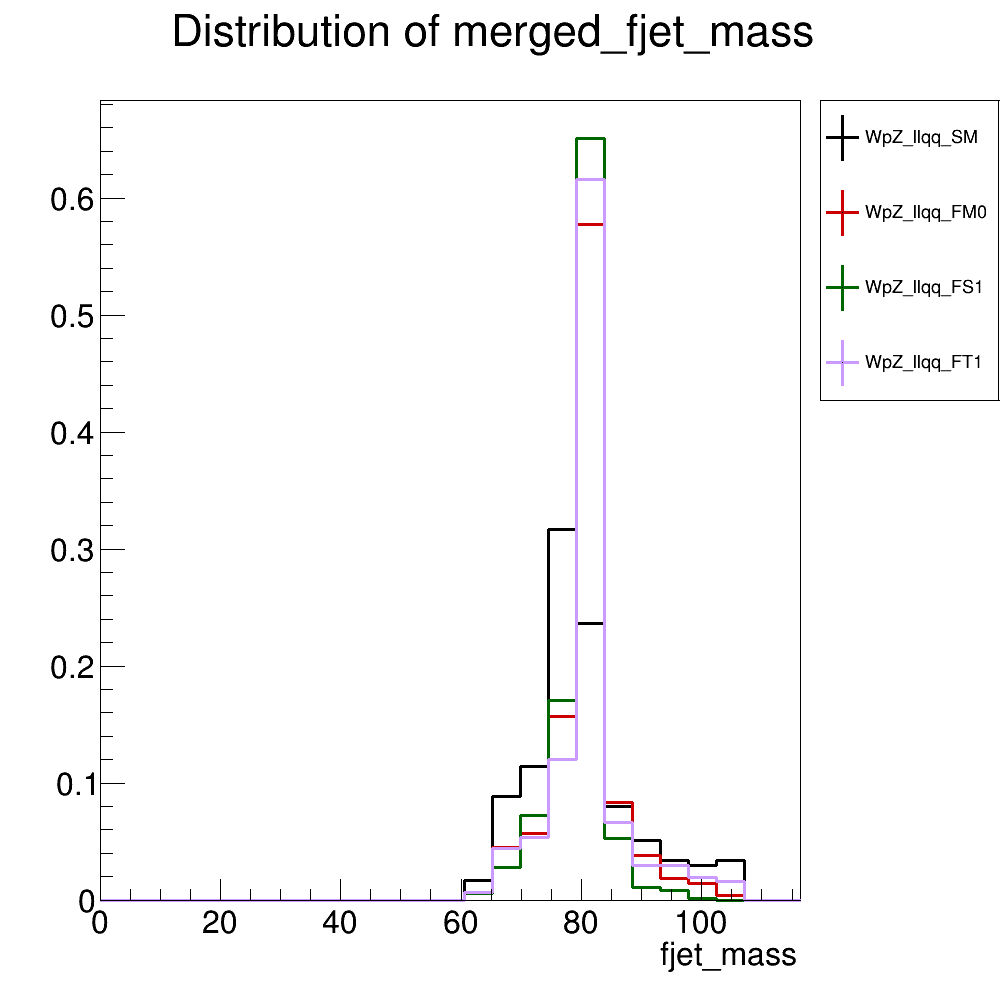 Distribution of merged_fjet_mass
WpZ_llqq_SM
WpZ_llqq_FM0
WpZ_llqq_FS1
WpZ_llqq_FT1
0.6
0.5
0.4
0.3
0.2
0.1
0
0 20 40 60 80 100
fjet_mass